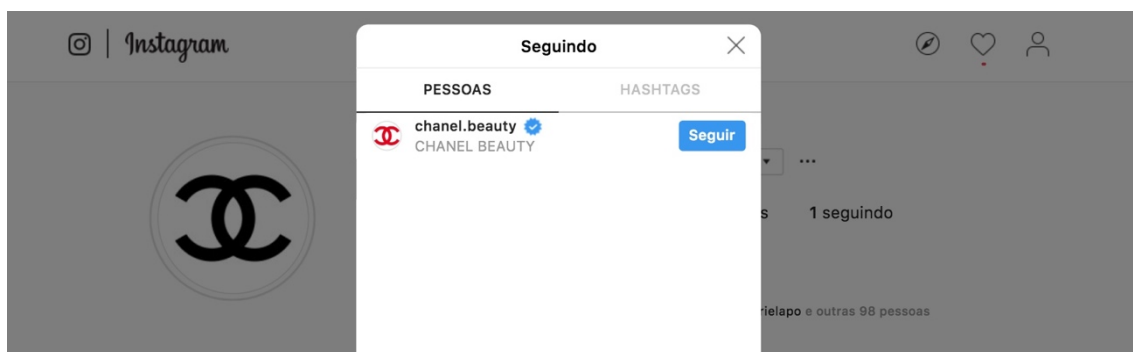 Instagram
Seguindo
PESSOAS HASHTAGS
chanel.beauty
CHANEL BEAUTY
Seguir
1 seguindo
e outras 98 pessoas